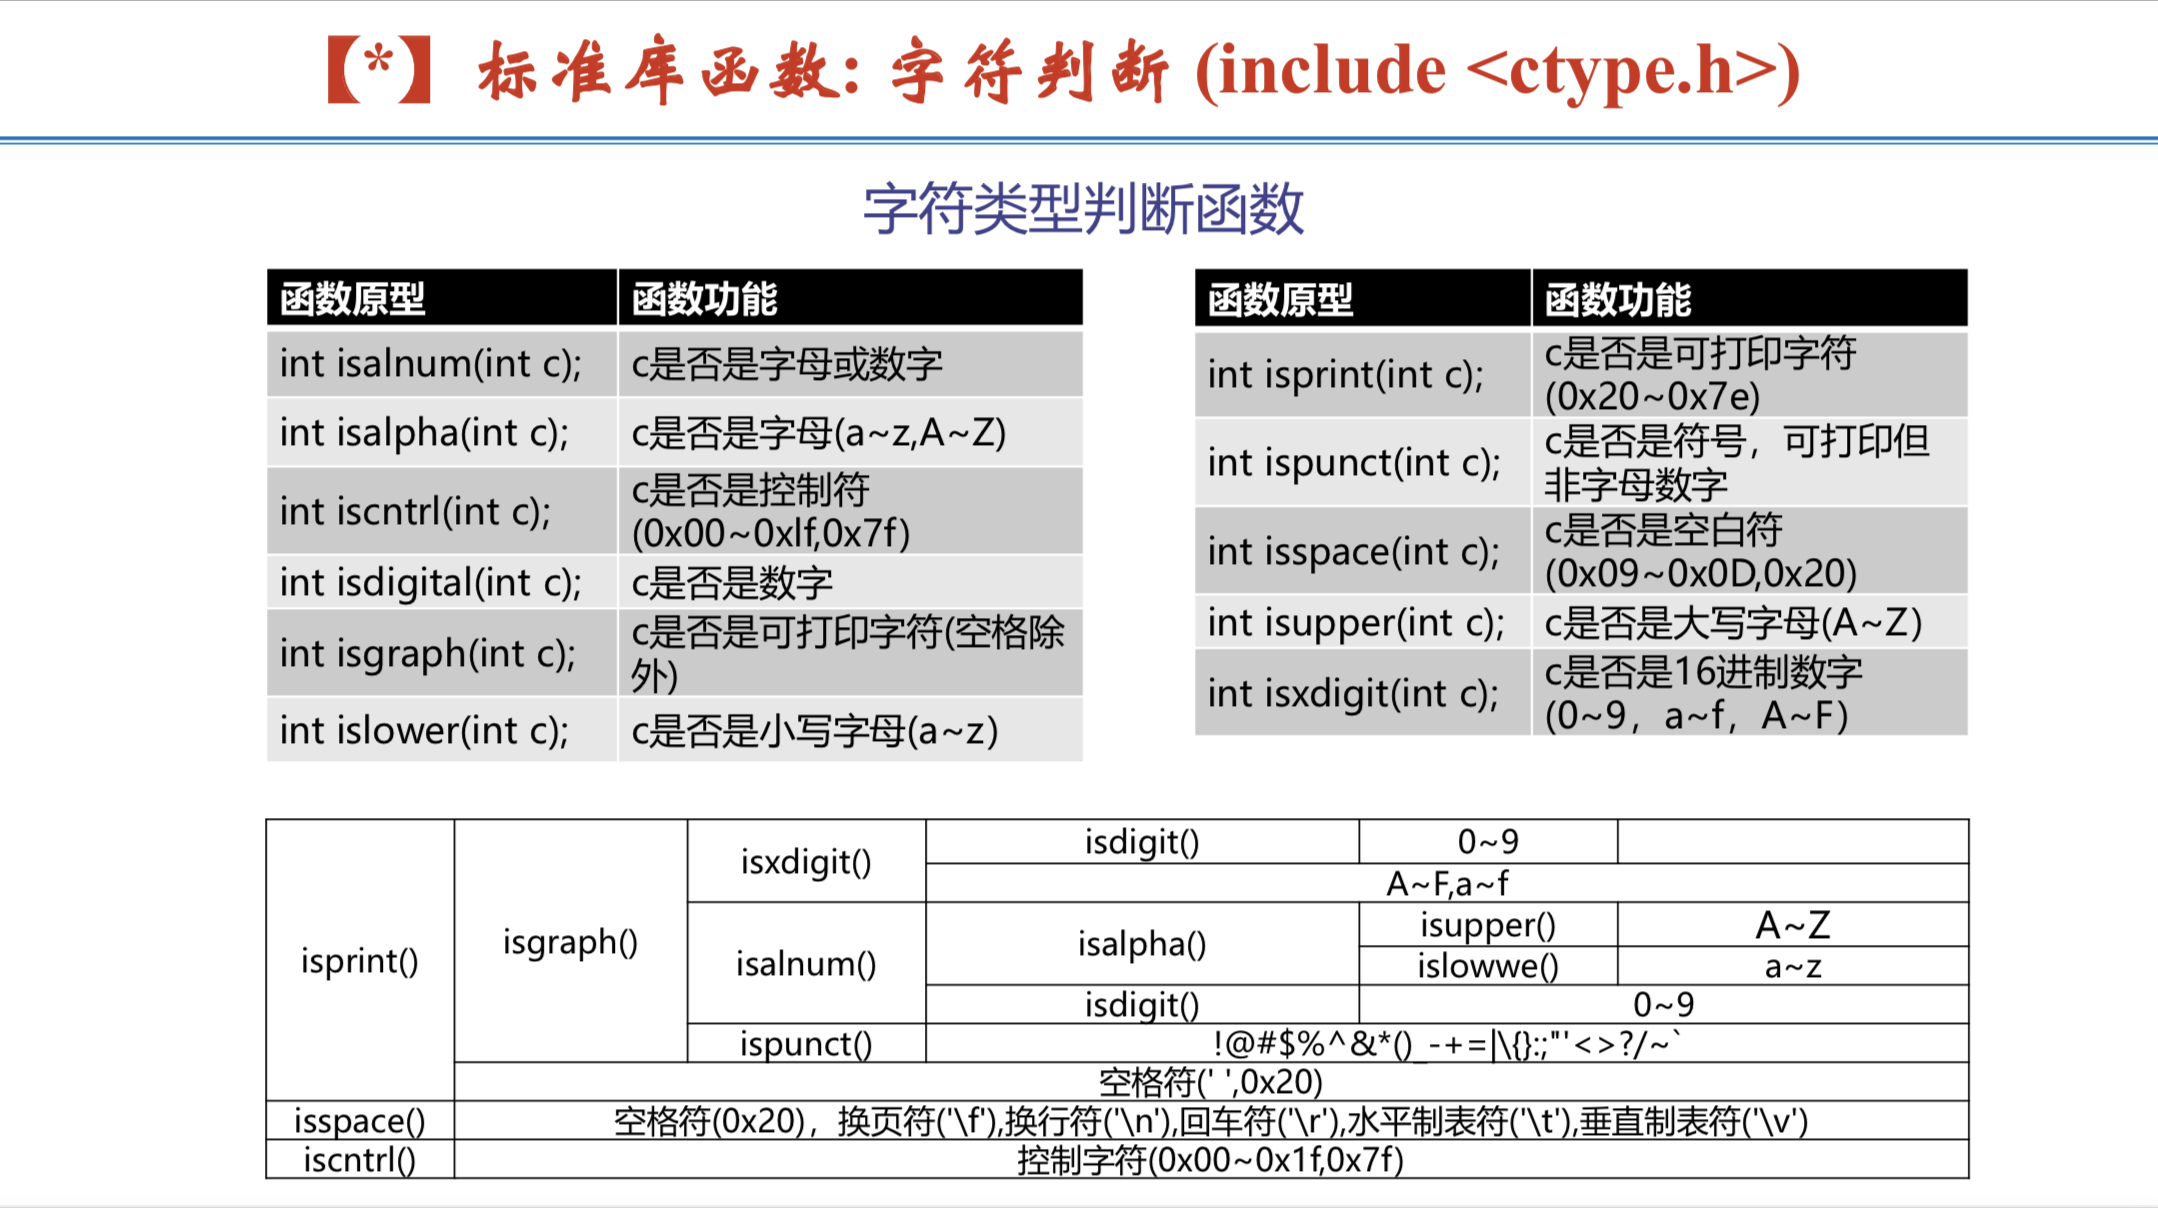 【*】 标准库函数: 字符判断 (include <ctype.h>)
字符类型判断函数
函数原型 函数功能
int isalnum(int c); c是否是字母或数字
int isalpha(int c); c是否是字母(a~z,A~Z)
int iscntrl(int c); c是否是控制符
(0x00~0xlf,0x7f)
int isdigital(int c); c是否是数字
int isgraph(int c); c是否是可打印字符(空格除
外)
int islower(int c); c是否是小写字母(a~z)
函数原型 函数功能
int isprint(int c); c是否是可打印字符
(0x20~0x7e)
int ispunct(int c); c是否是符号，可打印但
非字母数字
int isspace(int c); c是否是空白符
(0x09~0x0D,0x20)
int isupper(int c); c是否是大写字母(A~Z)
int isxdigit(int c); c是否是16进制数字
(0~9，a~f，A~F)
isprint() isgraph() isxdigit() isdigit() 0~9
A~F,a~f
isalnum() isalpha() isupper() A~Z
islowwe() a~z
isdigit() 0~9
ispunct() !@#$%^&*()_-+=|\{}:;"'<>?/~`
空格符(' ',0x20)
isspace() 空格符(0x20)，换页符('\f'),换行符('\n'),回车符('\r'),水平制表符('\t'),垂直制表符('\v')
iscntrl() 控制字符(0x00~0x1f,0x7f)